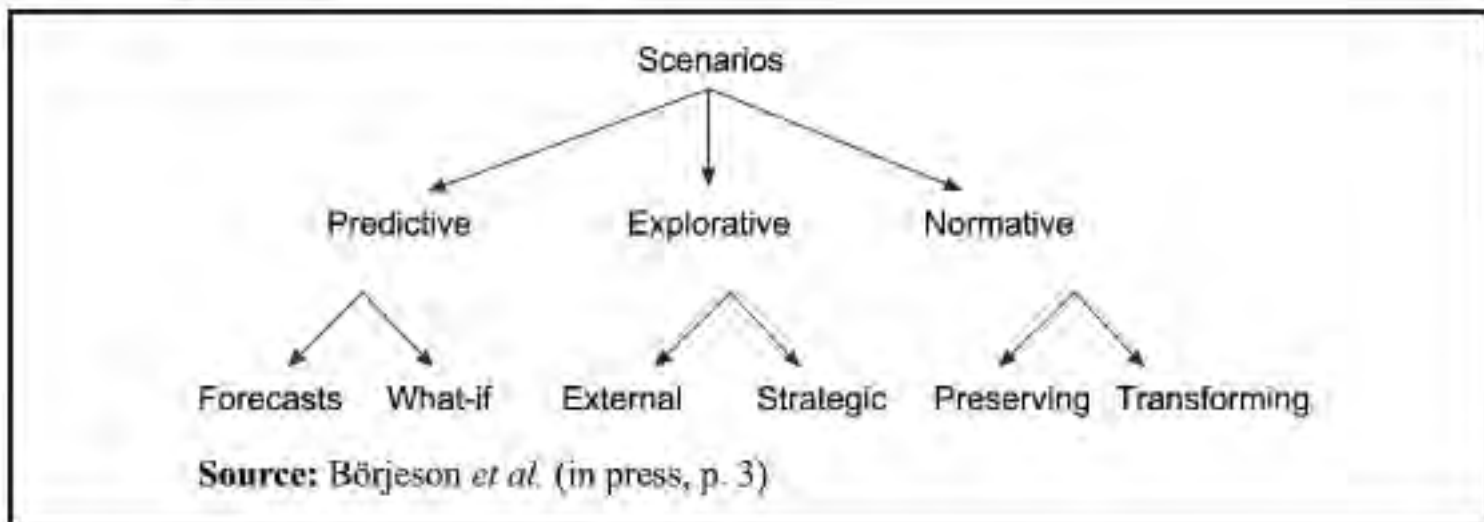 Scenarios
Predictive Explorative Normative
Forecasts What-if External Strategic Preserving Transforming
Source: Börjeson et al. (in press, p. 3)